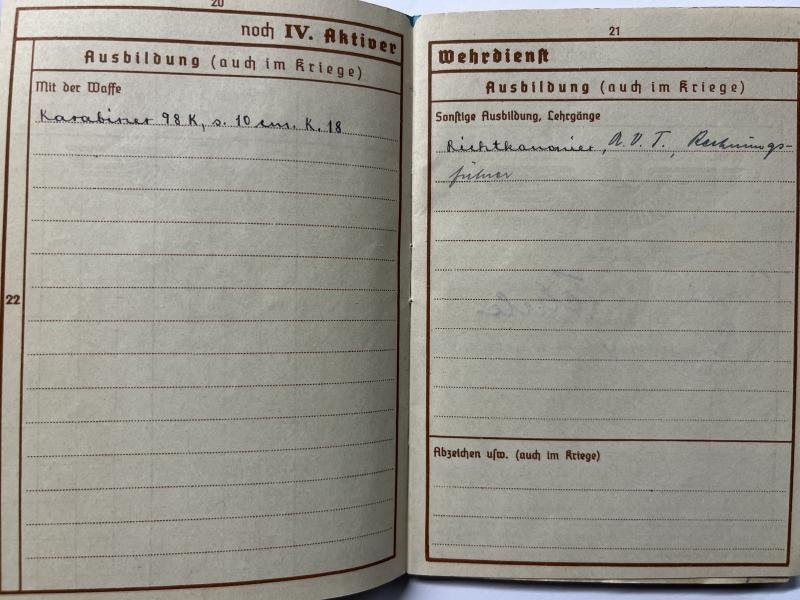 20
noch IV. Aktiver
Ausbildung (auch im Kriege)
Mit der Waffe
Karabiner 98 K, s. 10 cm. K. 18
22
21
Wehrdienst
Ausbildung (auch im Kriege)
Sonstige Ausbildung, Lehrgänge
Richtkanonier, A.V.T., Rechnungs-
führer
Abzeichen usw. (auch im Kriege)